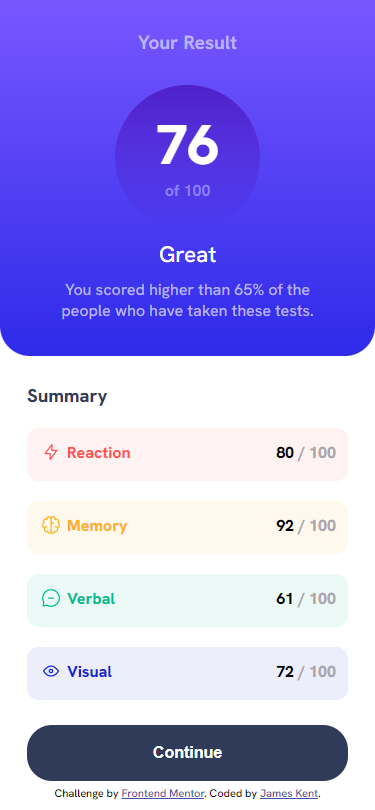 Your Result
76
of 100
Great
You scored higher than 65% of the
people who have taken these tests.
Summary
Reaction 80 / 100
Memory 92 / 100
Verbal 61 / 100
Visual 72 / 100
Continue
Challenge by Frontend Mentor. Coded by James Kent.